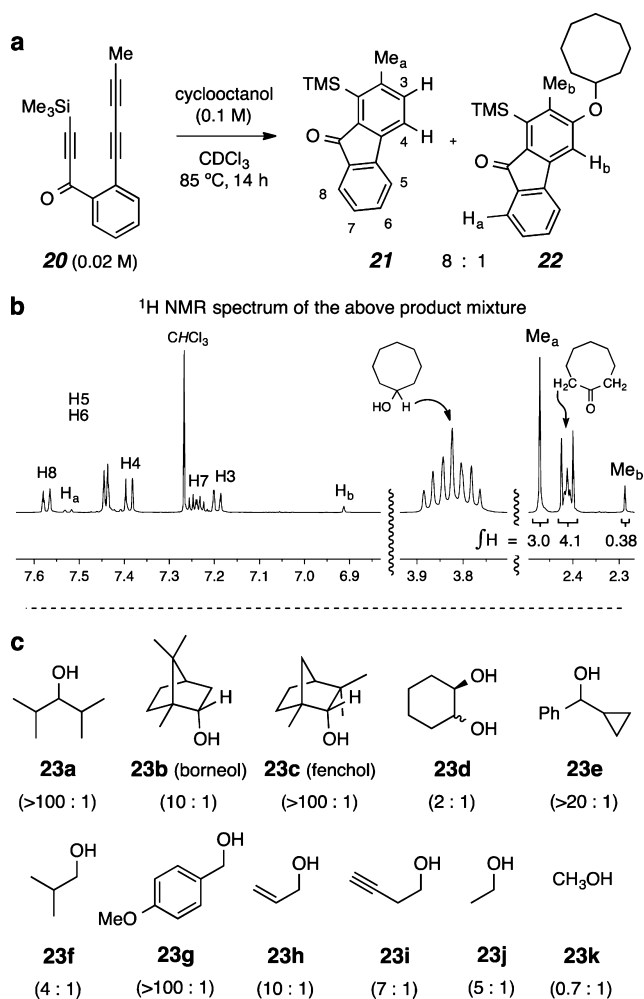 a
Me
Me₃Si
O
20 (0.02 M)
cyclooctanol
(0.1 M)
CDCl₃
85 ºC, 14 h
Meₐ
TMS
3
H
O
4
H
8
5
7
6
21
+
8 : 1
Me_b
TMS
O
O
H_b
Hₐ
22
b
¹H NMR spectrum of the above product mixture
CHCl₃
Meₐ
H5
H6
HO
H
H₂C
CH₂
O
H8
Hₐ
H4
H7
H3
H_b
Me_b
∫H = 3.0 4.1 0.38
7.6 7.5 7.4 7.3 7.2 7.1 7.0 6.9 3.9 3.8 2.4 2.3
c
OH
H
OH
H
OH
OH
OH
OH
Ph
23a 23b (borneol) 23c (fenchol) 23d 23e
(>100 : 1) (10 : 1) (>100 : 1) (2 : 1) (>20 : 1)
OH
OH
MeO
OH
OH
OH
CH₃OH
23f 23g 23h 23i 23j 23k
(4 : 1) (>100 : 1) (10 : 1) (7 : 1) (5 : 1) (0.7 : 1)